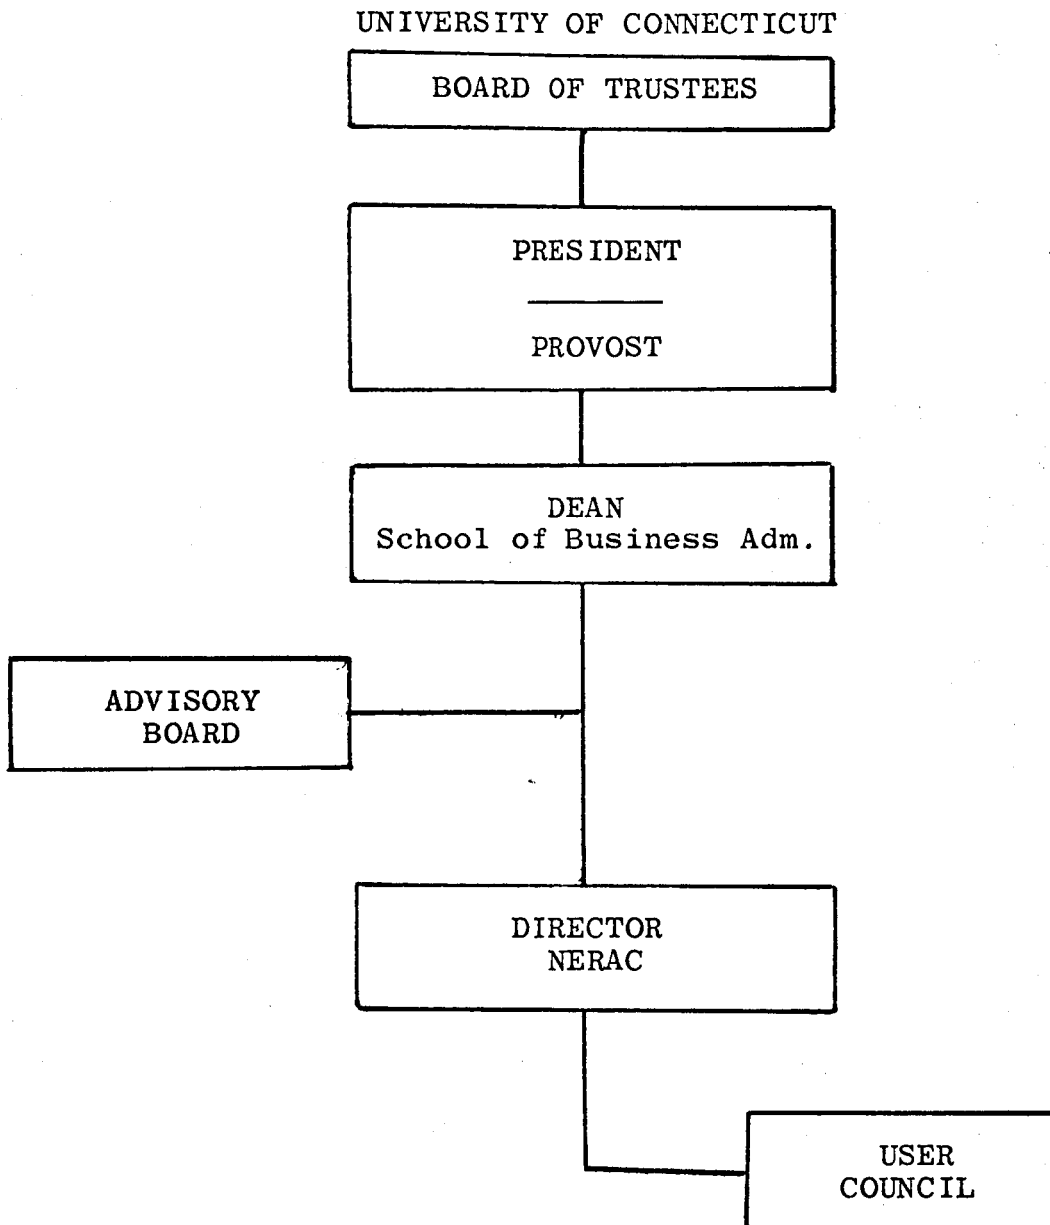 UNIVERSITY OF CONNECTICUT
BOARD OF TRUSTEES
PRESIDENT
PROVOST
DEAN
School of Business Adm.
ADVISORY
BOARD
DIRECTOR
NERAC
USER
COUNCIL